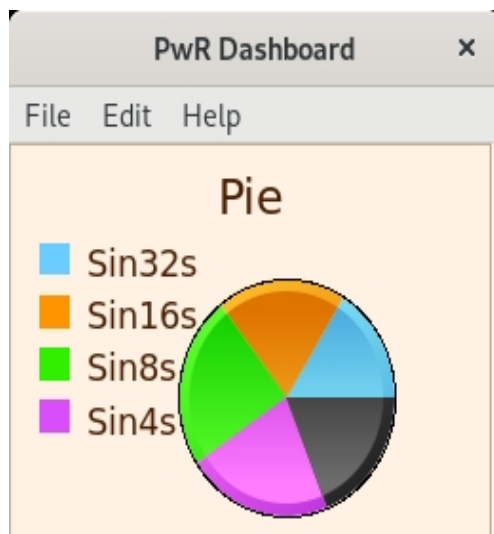 PwR Dashboard ×
File Edit Help
Pie
Sin32s
Sin16s
Sin8s
Sin4s